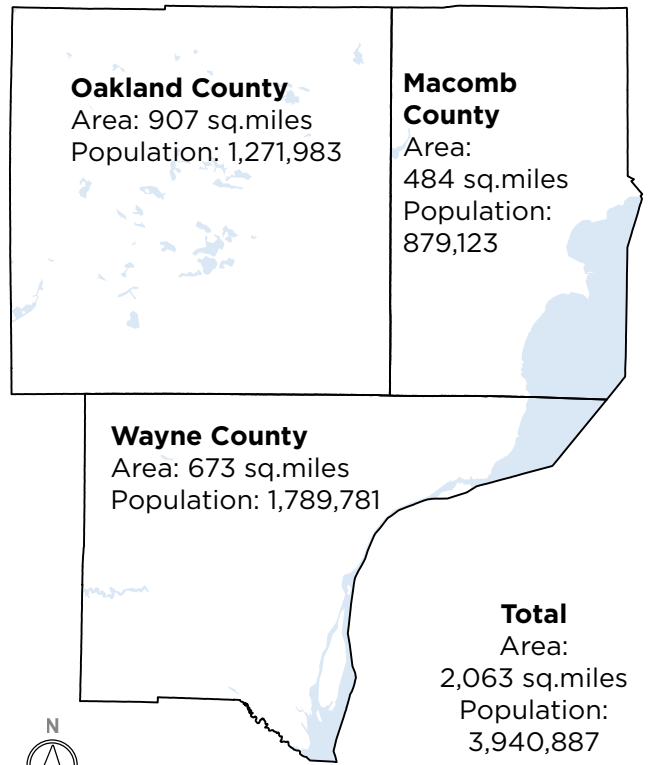 Oakland County
Area: 907 sq.miles
Population: 1,271,983
Macomb
County
Area:
484 sq.miles
Population:
879,123
Wayne County
Area: 673 sq.miles
Population: 1,789,781
Total
Area:
2,063 sq.miles
Population:
3,940,887
N